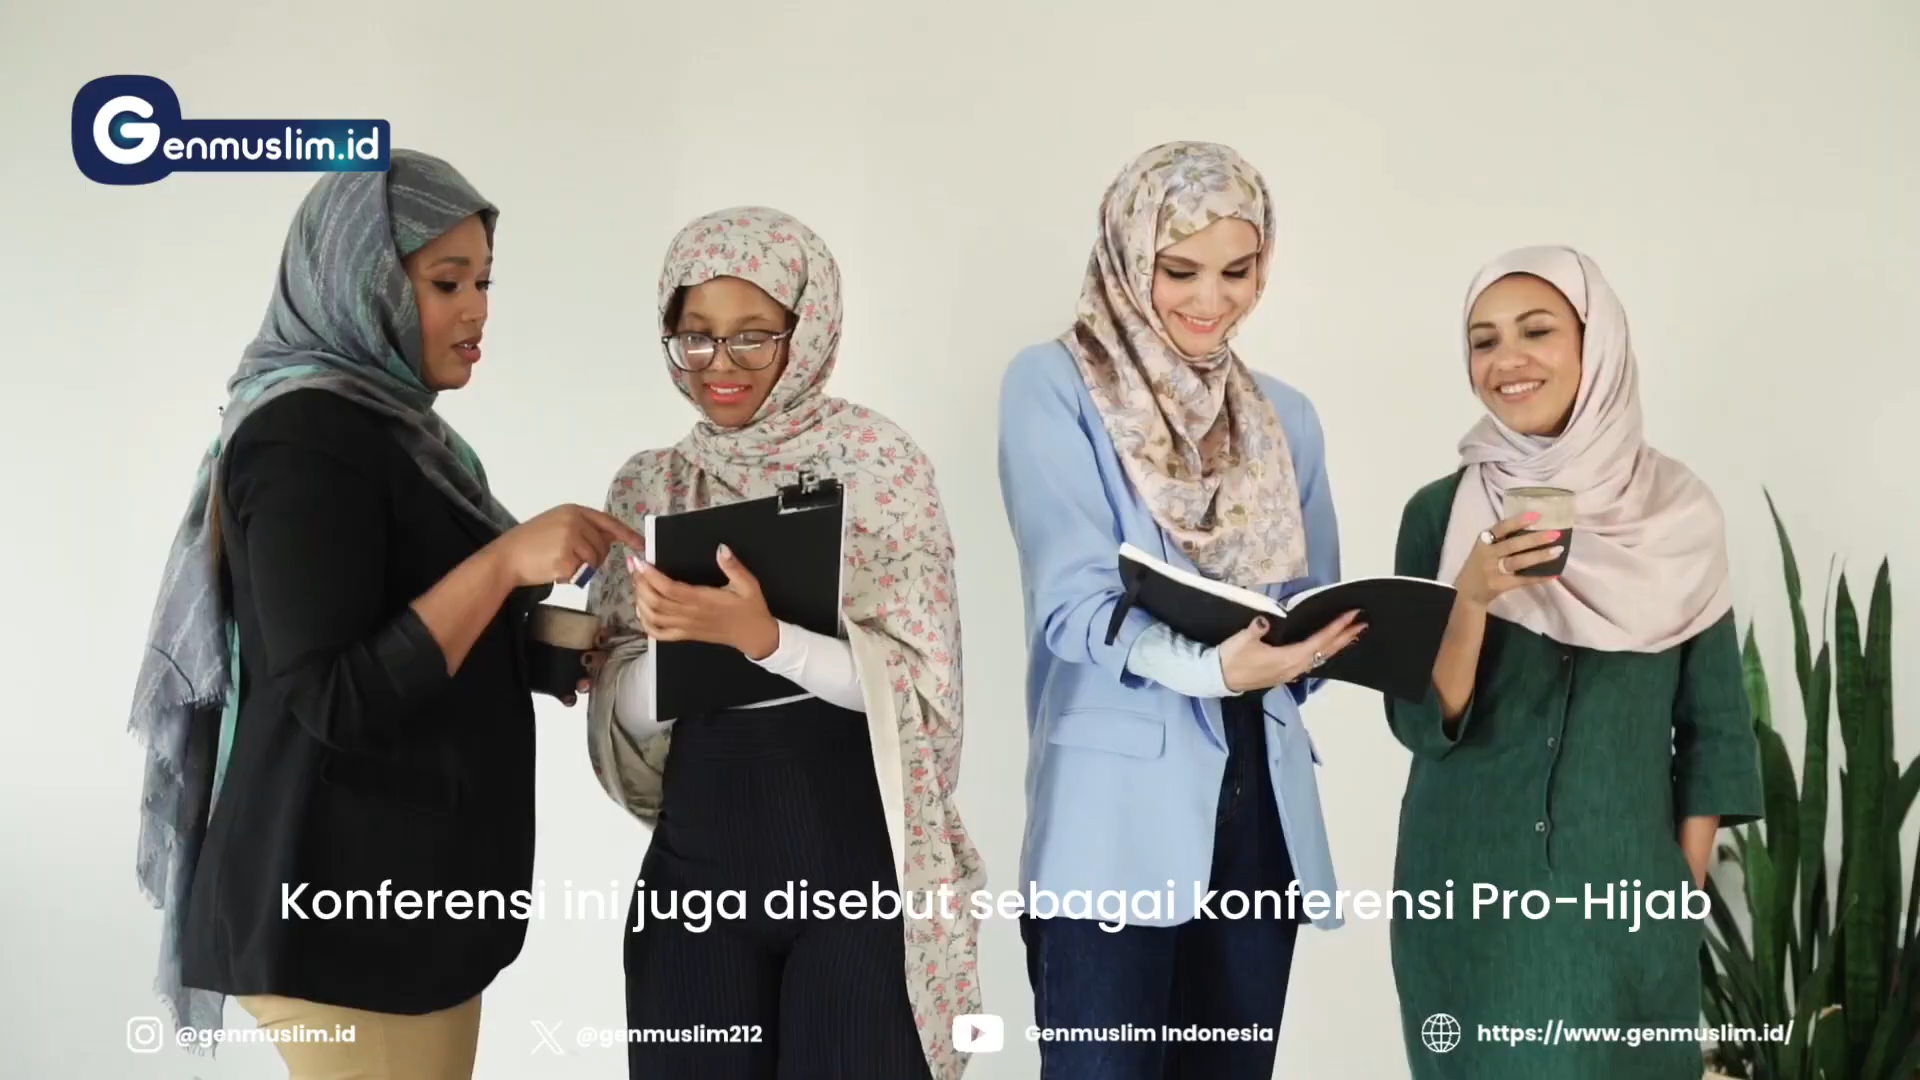 Genmuslim.id
Konferensi ini juga disebut sebagai konferensi Pro-Hijab
@genmuslim.id
@genmuslim212
Genmuslim Indonesia
https://www.genmuslim.id/